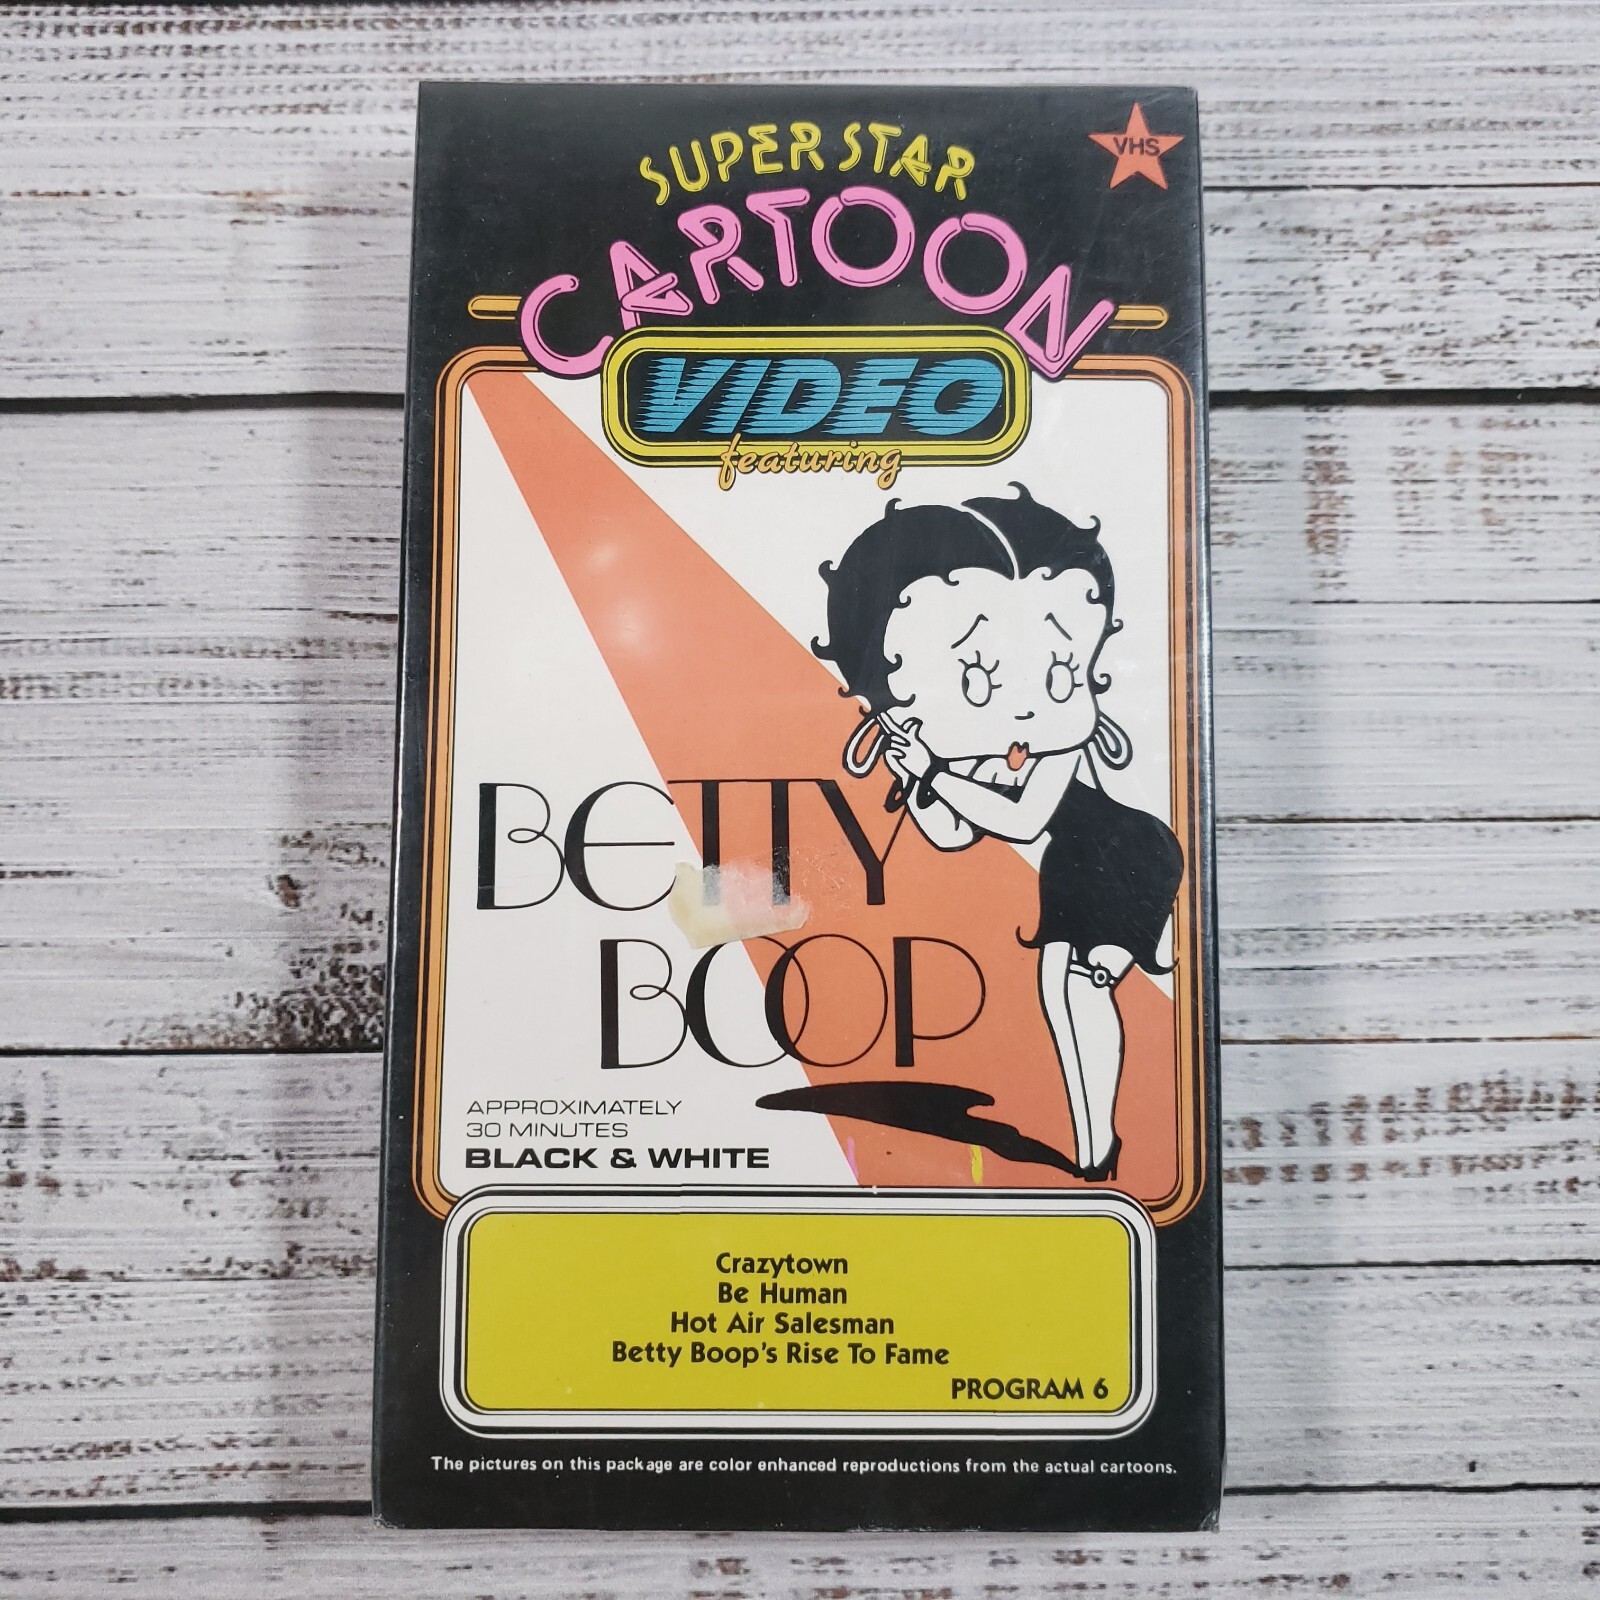 SUPER STAR
VHS
CARTOON
VIDEO
featuring
BETTY
BOOP
APPROXIMATELY
30 MINUTES
BLACK & WHITE
Crazytown
Be Human
Hot Air Salesman
Betty Boop's Rise To Fame
PROGRAM 6
The pictures on this package are color enhanced reproductions from the actual cartoons.